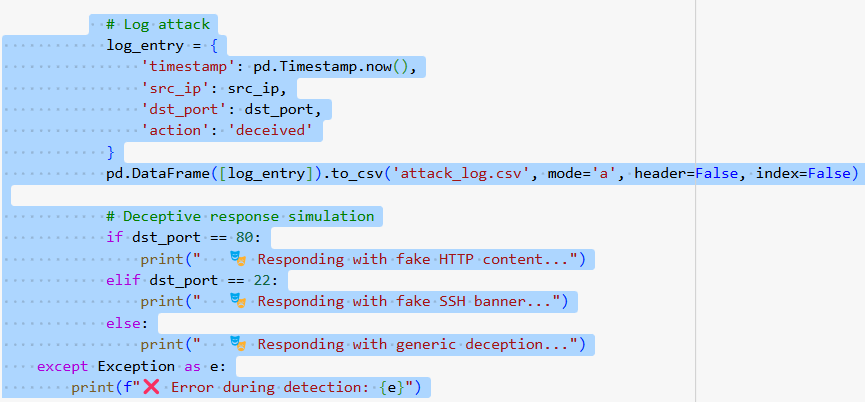 # Log attack
log_entry = {
'timestamp': pd.Timestamp.now(),
'src_ip': src_ip,
'dst_port': dst_port,
'action': 'deceived'
}
pd.DataFrame([log_entry]).to_csv('attack_log.csv', mode='a', header=False, index=False)
# Deceptive response simulation
if dst_port == 80:
print("   🎭 Responding with fake HTTP content...")
elif dst_port == 22:
print("   🎭 Responding with fake SSH banner...")
else:
print("   🎭 Responding with generic deception...")
except Exception as e:
print(f"❌ Error during detection: {e}")